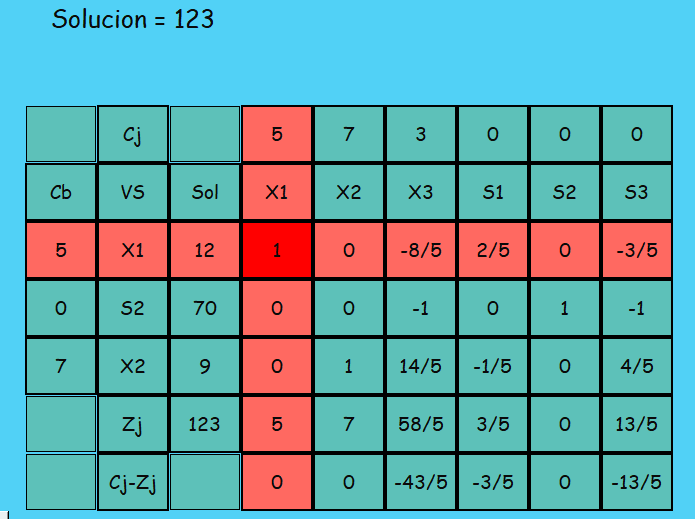 Solucion = 123
Cj 5 7 3 0 0 0
Cb VS Sol X1 X2 X3 S1 S2 S3
5 X1 12 1 0 -8/5 2/5 0 -3/5
0 S2 70 0 0 -1 0 1 -1
7 X2 9 0 1 14/5 -1/5 0 4/5
Zj 123 5 7 58/5 3/5 0 13/5
Cj-Zj 0 0 -43/5 -3/5 0 -13/5